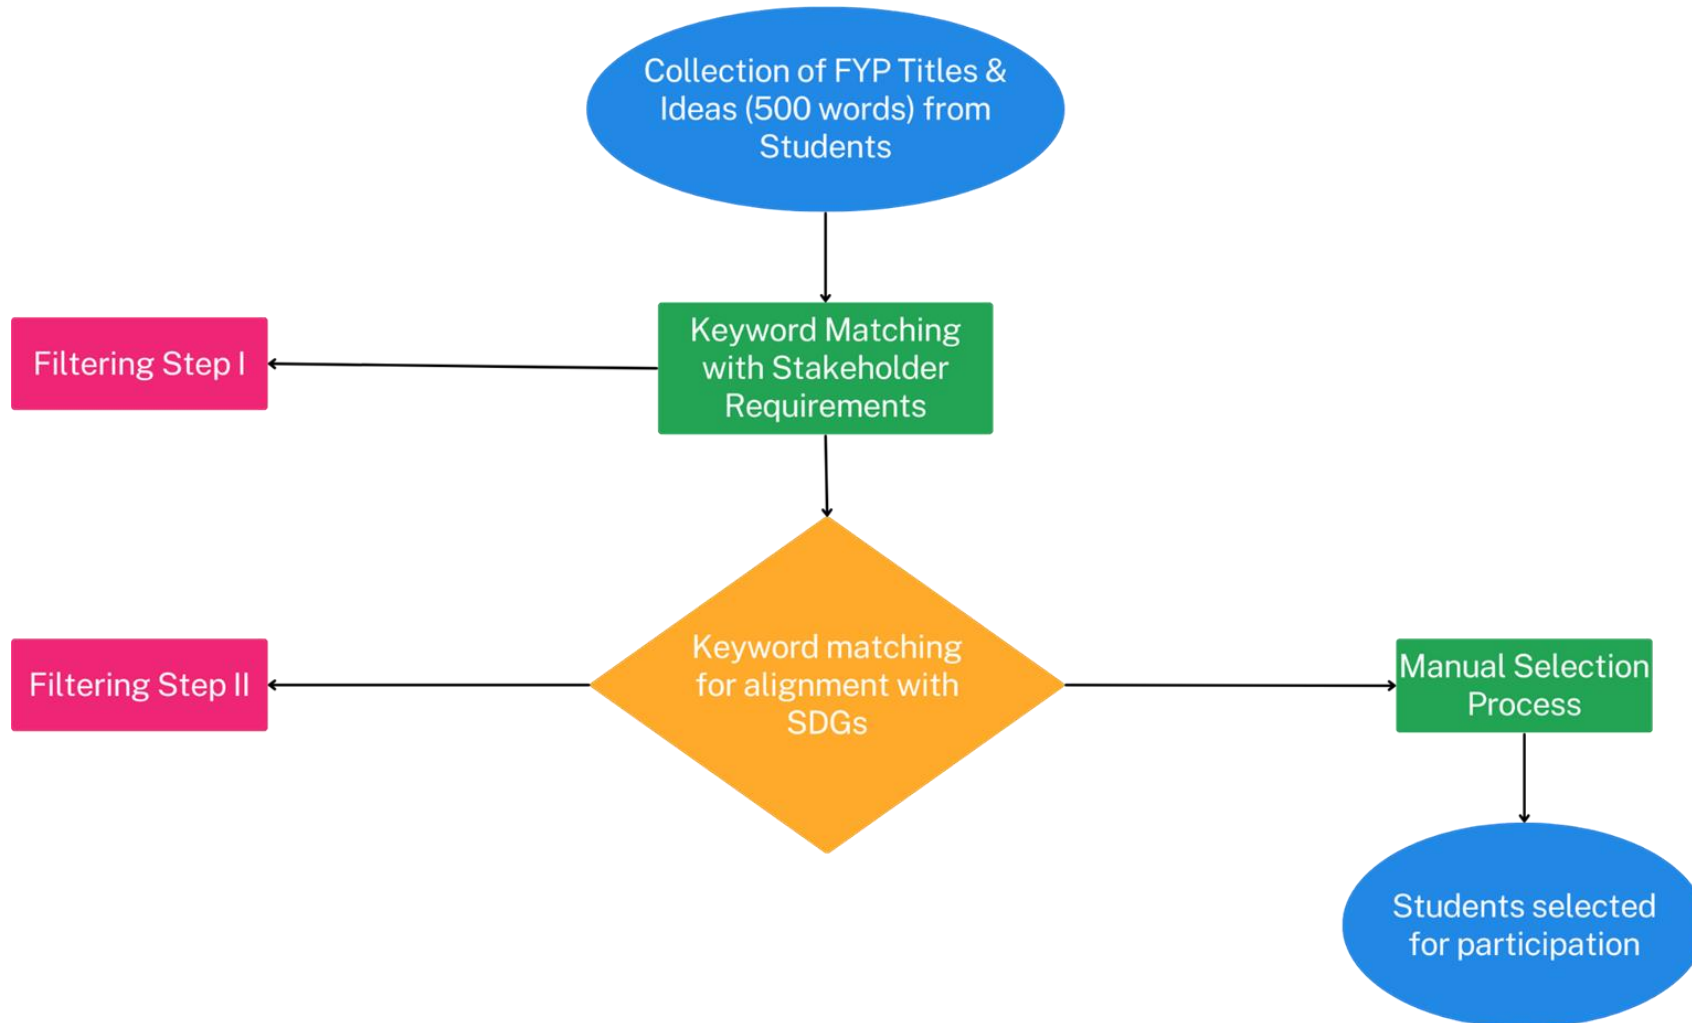 Collection of FYP Titles &
Ideas (500 words) from
Students
Filtering Step I
Keyword Matching
with Stakeholder
Requirements
Filtering Step II
Keyword matching
for alignment with
SDGs
Manual Selection
Process
Students selected
for participation